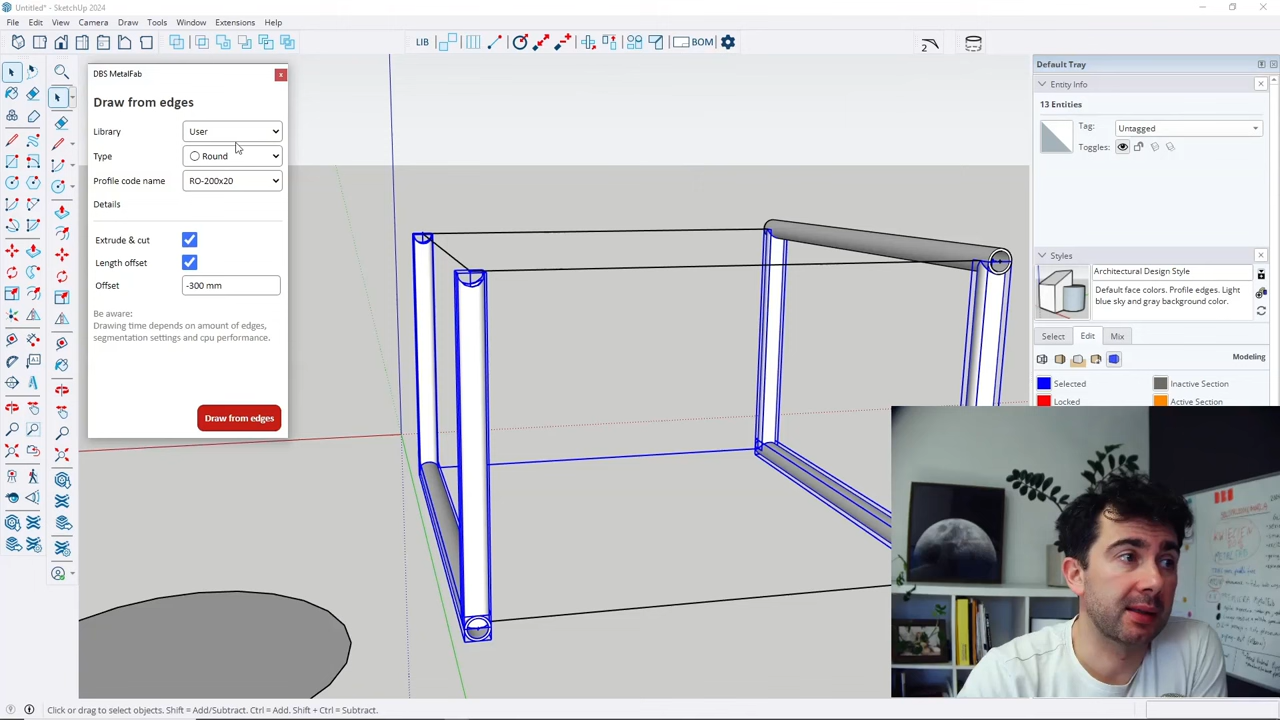 Untitled* - SketchUp 2024
File Edit View Camera Draw Tools Window Extensions Help
LIB BOM
DBS MetalFab
Draw from edges
Library User
Type Round
Profile code name RO-200x20
Details
Extrude & cut
Length offset
Offset -300 mm
Be aware:
Drawing time depends on amount of edges,
segmentation settings and cpu performance.
Draw from edges
Default Tray
Entity Info
13 Entities
Tag: Untagged
Toggles:
Styles
Architectural Design Style
Default face colors. Profile edges. Light
blue sky and gray background color.
Select Edit Mix
Modeling
Selected Inactive Section
Locked Active Section
Click or drag to select objects. Shift = Add/Subtract. Ctrl = Add. Shift + Ctrl = Subtract.